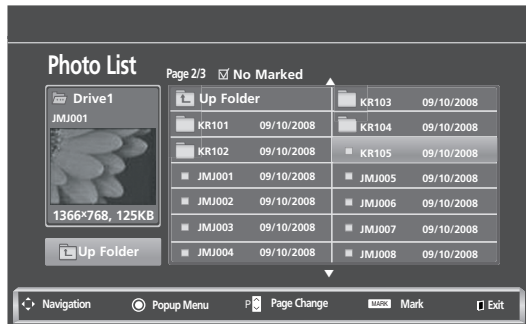 Photo List
Page 2/3 No Marked
Drive1
JMJ001
1366×768, 125KB
Up Folder
Up Folder
KR101 09/10/2008
KR102 09/10/2008
JMJ001 09/10/2008
JMJ002 09/10/2008
JMJ003 09/10/2008
JMJ004 09/10/2008
KR103 09/10/2008
KR104 09/10/2008
KR105 09/10/2008
JMJ005 09/10/2008
JMJ006 09/10/2008
JMJ007 09/10/2008
JMJ008 09/10/2008
Navigation Popup Menu P Page Change MARK Mark Exit